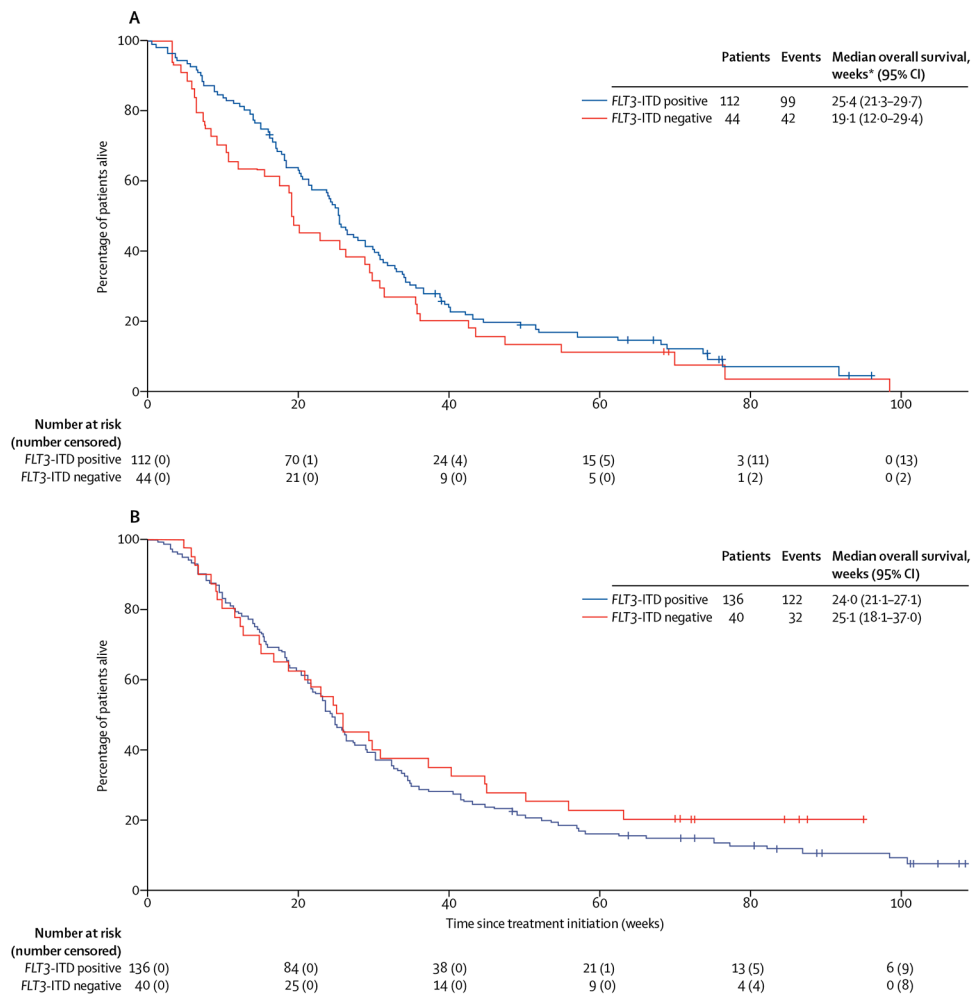 A
100
80
60
40
20
0
Percentage of patients alive
Patients Events Median overall survival,
weeks* (95% CI)
FLT3-ITD positive 112 99 25·4 (21·3–29·7)
FLT3-ITD negative 44 42 19·1 (12·0–29·4)
0 20 40 60 80 100
Number at risk
(number censored)
FLT3-ITD positive 112 (0) 70 (1) 24 (4) 15 (5) 3 (11) 0 (13)
FLT3-ITD negative 44 (0) 21 (0) 9 (0) 5 (0) 1 (2) 0 (2)
B
100
80
60
40
20
0
Percentage of patients alive
Patients Events Median overall survival,
weeks (95% CI)
FLT3-ITD positive 136 122 24·0 (21·1–27·1)
FLT3-ITD negative 40 32 25·1 (18·1–37·0)
0 20 40 60 80 100
Time since treatment initiation (weeks)
Number at risk
(number censored)
FLT3-ITD positive 136 (0) 84 (0) 38 (0) 21 (1) 13 (5) 6 (9)
FLT3-ITD negative 40 (0) 25 (0) 14 (0) 9 (0) 4 (4) 0 (8)